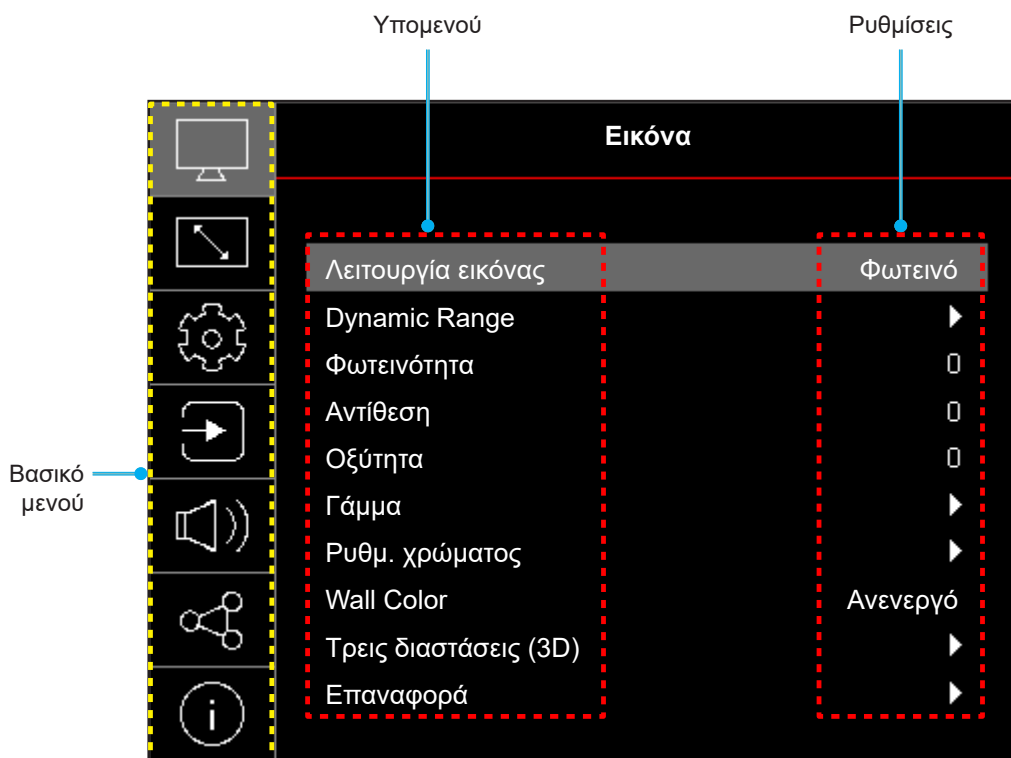 Υπομενού
Ρυθμίσεις
Εικόνα
Λειτουργία εικόνας Φωτεινό
Dynamic Range
Φωτεινότητα 0
Αντίθεση 0
Οξύτητα 0
Βασικό
μενού
Γάμμα
Ρυθμ. χρώματος
Wall Color Ανενεργό
Τρεις διαστάσεις (3D)
Επαναφορά
i